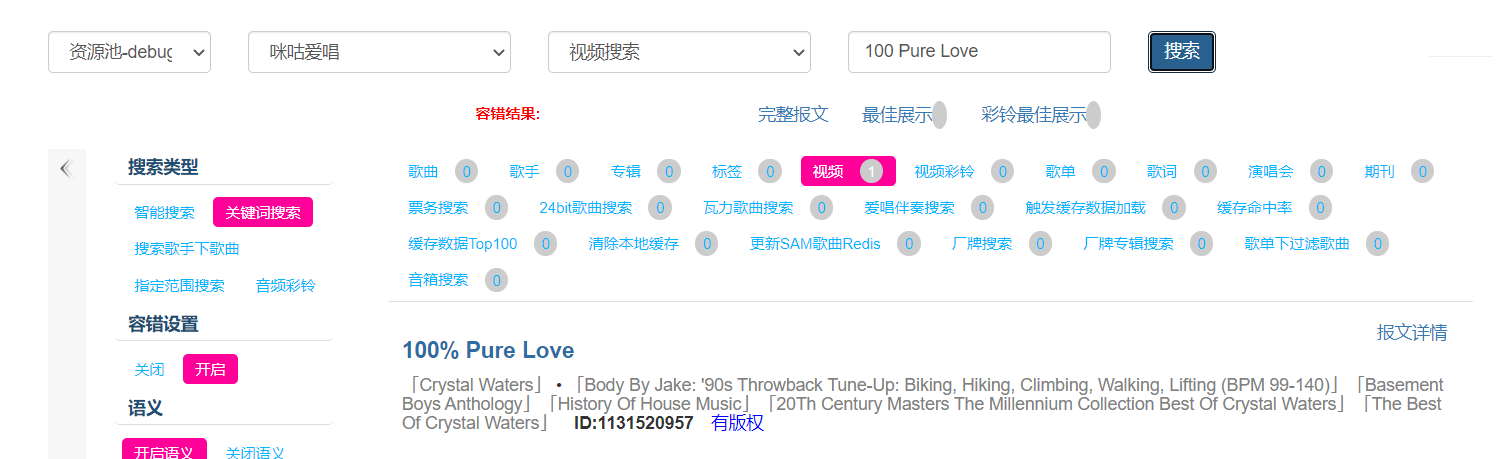 资源池-debug 咪咕爱唱 视频搜索 100 Pure Love 搜索
容错结果: 完整报文 最佳展示 彩铃最佳展示
搜索类型
智能搜索 关键词搜索
搜索歌手下歌曲
指定范围搜索 音频彩铃
容错设置
关闭 开启
语义
开启语义 关闭语义
歌曲 0 歌手 0 专辑 0 标签 0 视频 1 视频彩铃 0 歌单 0 歌词 0 演唱会 0 期刊 0
票务搜索 0 24bit歌曲搜索 0 瓦力歌曲搜索 0 爱唱伴奏搜索 0 触发缓存数据加载 0 缓存命中率 0
缓存数据Top100 0 清除本地缓存 0 更新SAM歌曲Redis 0 厂牌搜索 0 厂牌专辑搜索 0 歌单下过滤歌曲 0
音箱搜索 0
报文详情
100% Pure Love
「Crystal Waters」 • 「Body By Jake: '90s Throwback Tune-Up: Biking, Hiking, Climbing, Walking, Lifting (BPM 99-140)」 「Basement
Boys Anthology」 「History Of House Music」 「20Th Century Masters The Millennium Collection Best Of Crystal Waters」 「The Best
Of Crystal Waters」 ID:1131520957 有版权